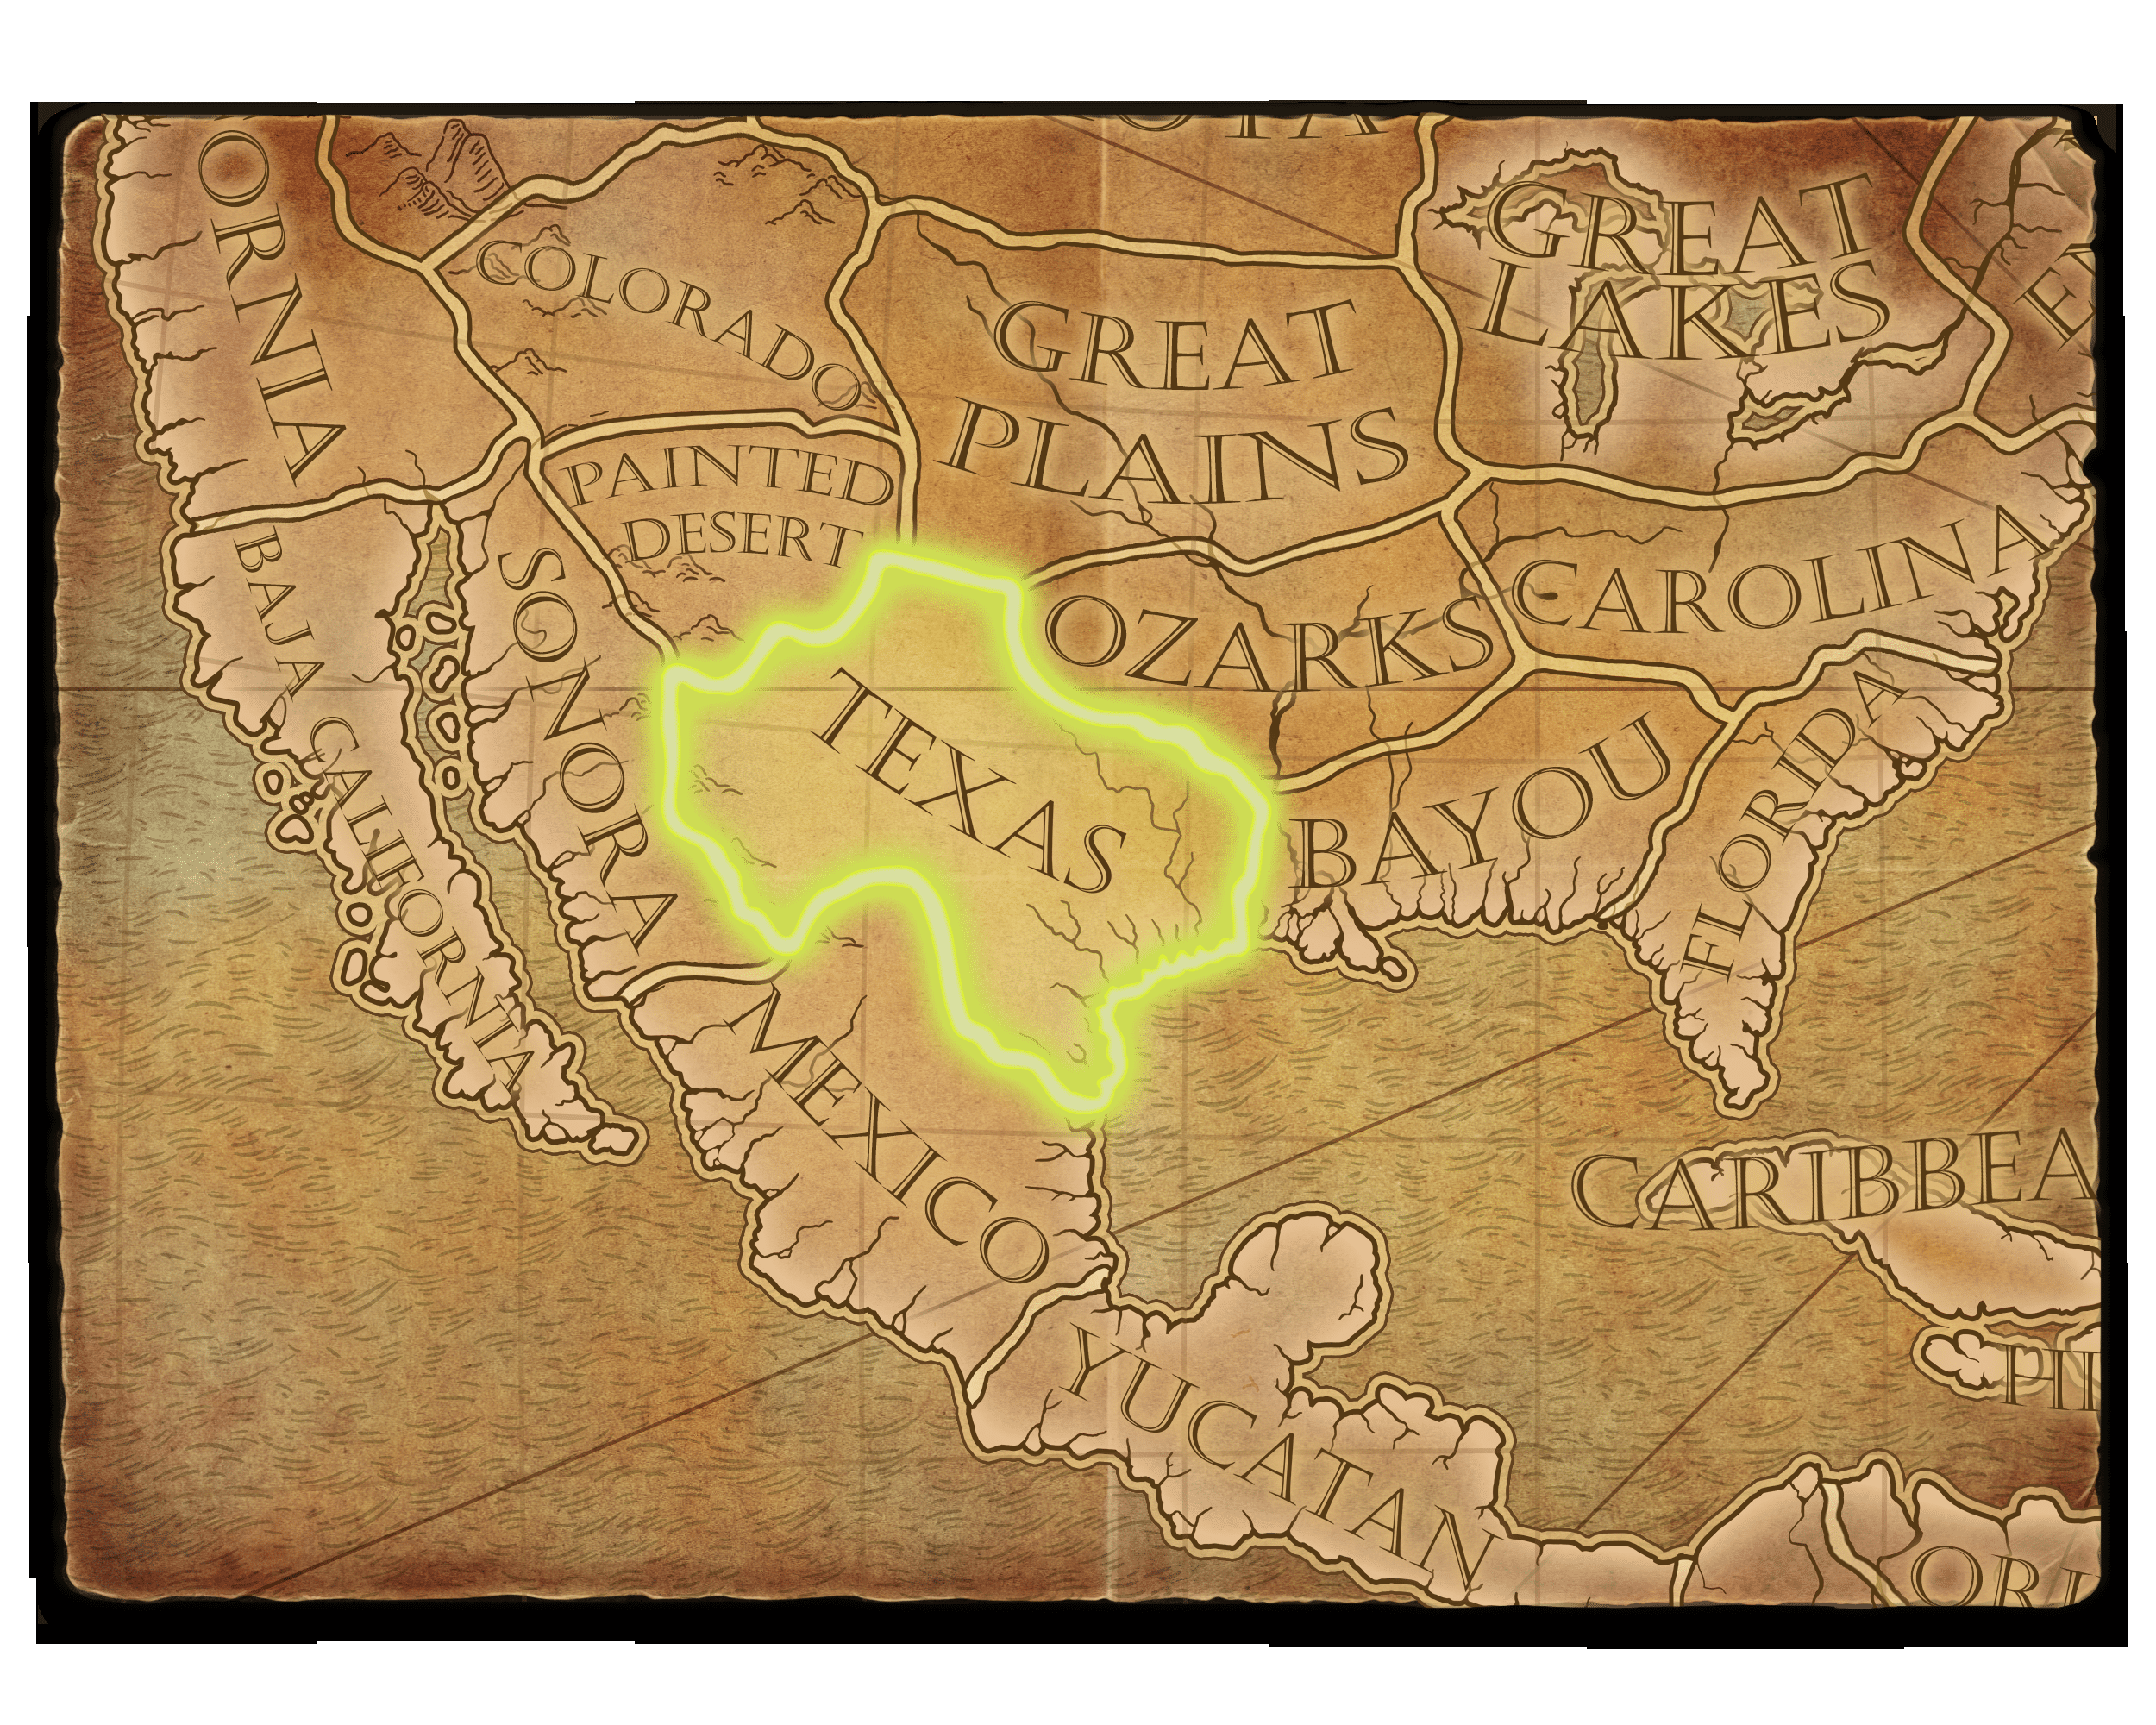 ORNIA
COLORADO
GREAT
PLAINS
GREAT
LAKES
PAINTED
DESERT
BAJA CALIFORNIA
SONORA
TEXAS
OZARKS
CAROLINA
BAYOU
FLORIDA
MEXICO
CARIBBEA
YUCATAN
HI